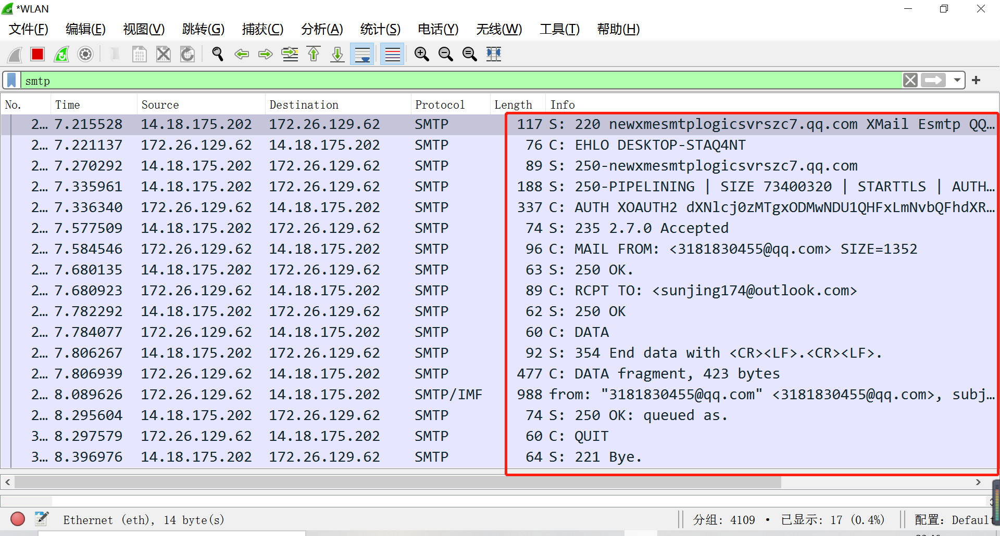 *WLAN
文件(F) 编辑(E) 视图(V) 跳转(G) 捕获(C) 分析(A) 统计(S) 电话(Y) 无线(W) 工具(T) 帮助(H)
smtp
No. Time Source Destination Protocol Length Info
2… 7.215528 14.18.175.202 172.26.129.62 SMTP 117 S: 220 newxmesmtplogicsvrszc7.qq.com XMail Esmtp QQ…
2… 7.221137 172.26.129.62 14.18.175.202 SMTP 76 C: EHLO DESKTOP-STAQ4NT
2… 7.270292 14.18.175.202 172.26.129.62 SMTP 89 S: 250-newxmesmtplogicsvrszc7.qq.com
2… 7.335961 14.18.175.202 172.26.129.62 SMTP 188 S: 250-PIPELINING | SIZE 73400320 | STARTTLS | AUTH…
2… 7.336340 172.26.129.62 14.18.175.202 SMTP 337 C: AUTH XOAUTH2 dXNlcj0zMTgxODMwNDU1QHFxLmNvbQFhdXR…
2… 7.577509 14.18.175.202 172.26.129.62 SMTP 74 S: 235 2.7.0 Accepted
2… 7.584546 172.26.129.62 14.18.175.202 SMTP 96 C: MAIL FROM: <3181830455@qq.com> SIZE=1352
2… 7.680135 14.18.175.202 172.26.129.62 SMTP 63 S: 250 OK.
2… 7.680923 172.26.129.62 14.18.175.202 SMTP 89 C: RCPT TO: <sunjing174@outlook.com>
2… 7.782292 14.18.175.202 172.26.129.62 SMTP 62 S: 250 OK
2… 7.784077 172.26.129.62 14.18.175.202 SMTP 60 C: DATA
2… 7.806267 14.18.175.202 172.26.129.62 SMTP 92 S: 354 End data with <CR><LF>.<CR><LF>.
2… 7.806939 172.26.129.62 14.18.175.202 SMTP 477 C: DATA fragment, 423 bytes
2… 8.089626 172.26.129.62 14.18.175.202 SMTP/IMF 988 from: "3181830455@qq.com" <3181830455@qq.com>, subj…
2… 8.295604 14.18.175.202 172.26.129.62 SMTP 74 S: 250 OK: queued as.
3… 8.297579 172.26.129.62 14.18.175.202 SMTP 60 C: QUIT
3… 8.396976 14.18.175.202 172.26.129.62 SMTP 64 S: 221 Bye.
Ethernet (eth), 14 byte(s) 分组: 4109 · 已显示: 17 (0.4%) 配置: Default